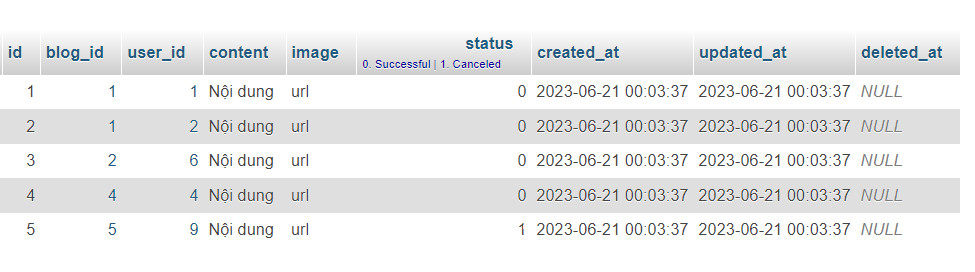 id blog_id user_id content image status created_at updated_at deleted_at
0. Successful | 1. Canceled
1 1 1 Nội dung url 0 2023-06-21 00:03:37 2023-06-21 00:03:37 NULL
2 1 2 Nội dung url 0 2023-06-21 00:03:37 2023-06-21 00:03:37 NULL
3 2 6 Nội dung url 0 2023-06-21 00:03:37 2023-06-21 00:03:37 NULL
4 4 4 Nội dung url 0 2023-06-21 00:03:37 2023-06-21 00:03:37 NULL
5 5 9 Nội dung url 1 2023-06-21 00:03:37 2023-06-21 00:03:37 NULL